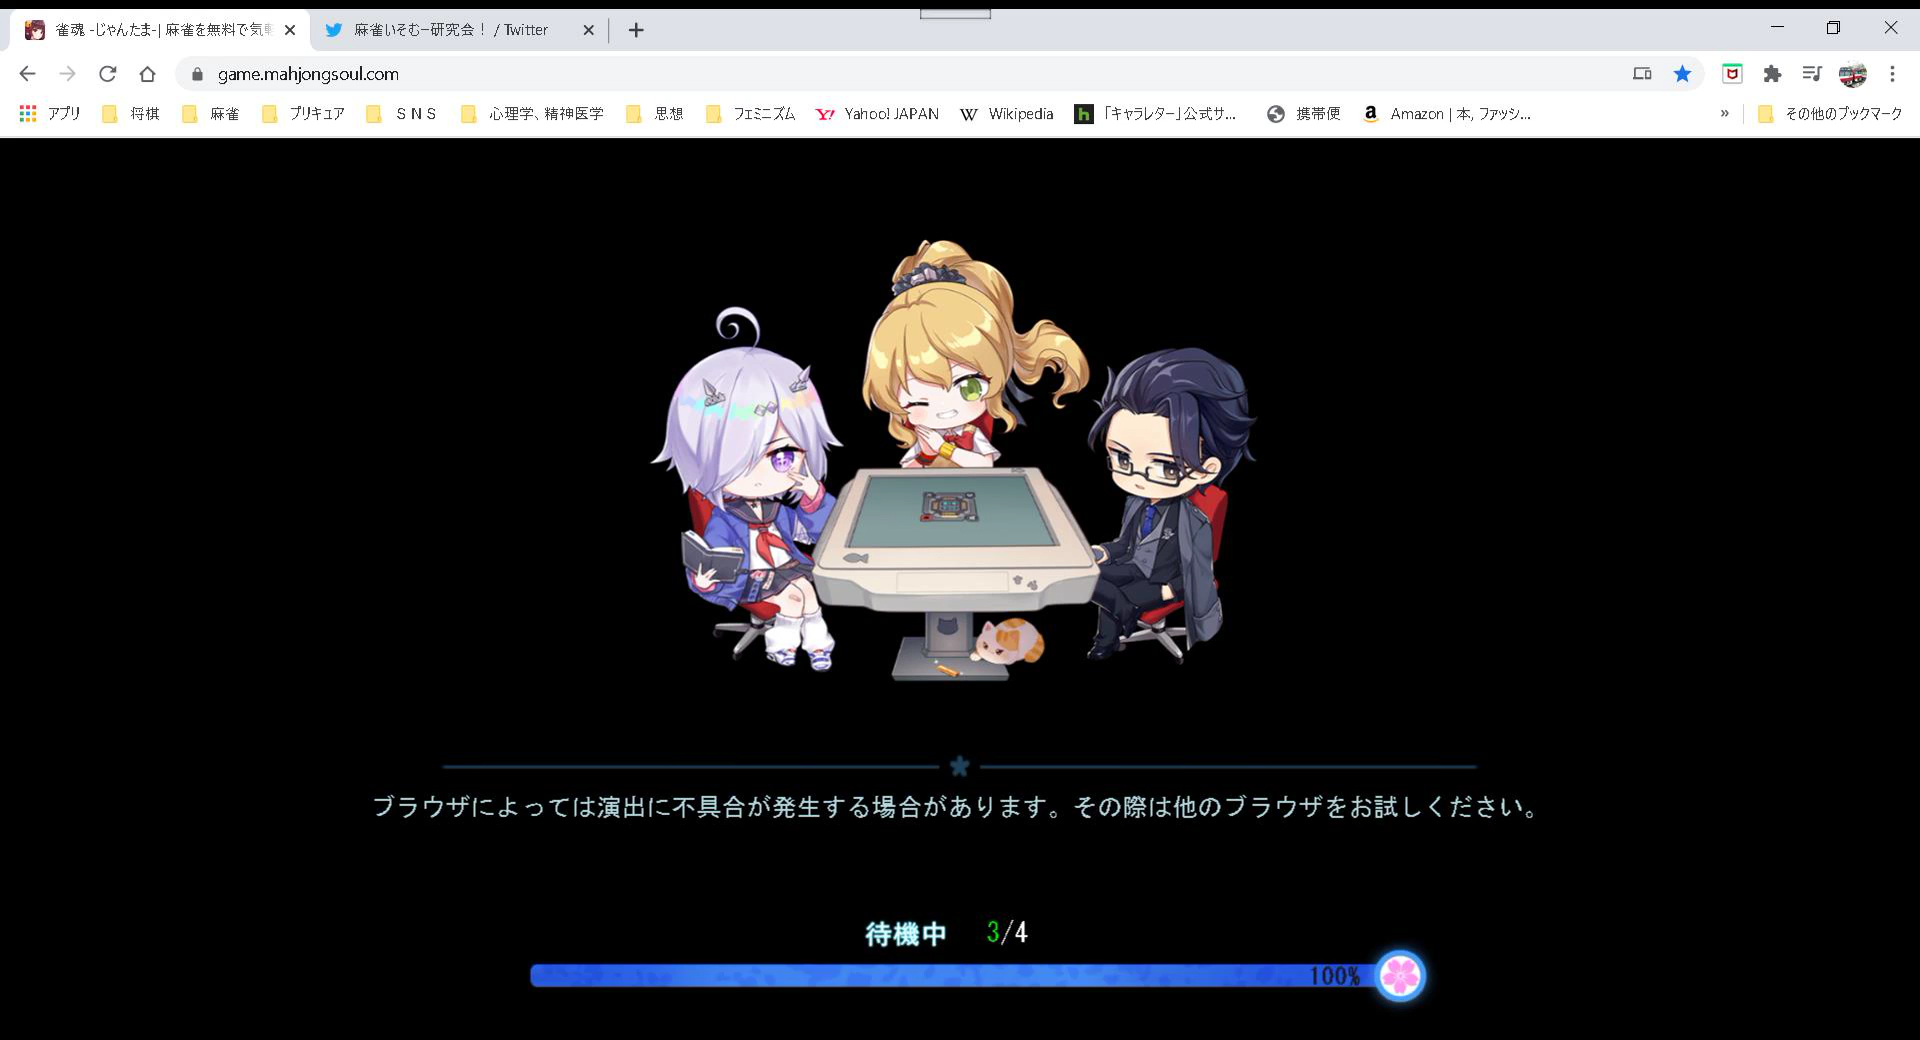 雀魂 -じゃんたま-| 麻雀を無料で気
麻雀いそむー研究会！ / Twitter
game.mahjongsoul.com
アプリ
将棋
麻雀
プリキュア
ＳＮＳ
心理学、精神医学
思想
フェミニズム
Yahoo! JAPAN
Wikipedia
「キャラレター」公式サ...
携帯便
Amazon | 本, ファッシ...
»
その他のブックマーク
ブラウザによっては演出に不具合が発生する場合があります。その際は他のブラウザをお試しください。
待機中 3/4
100%